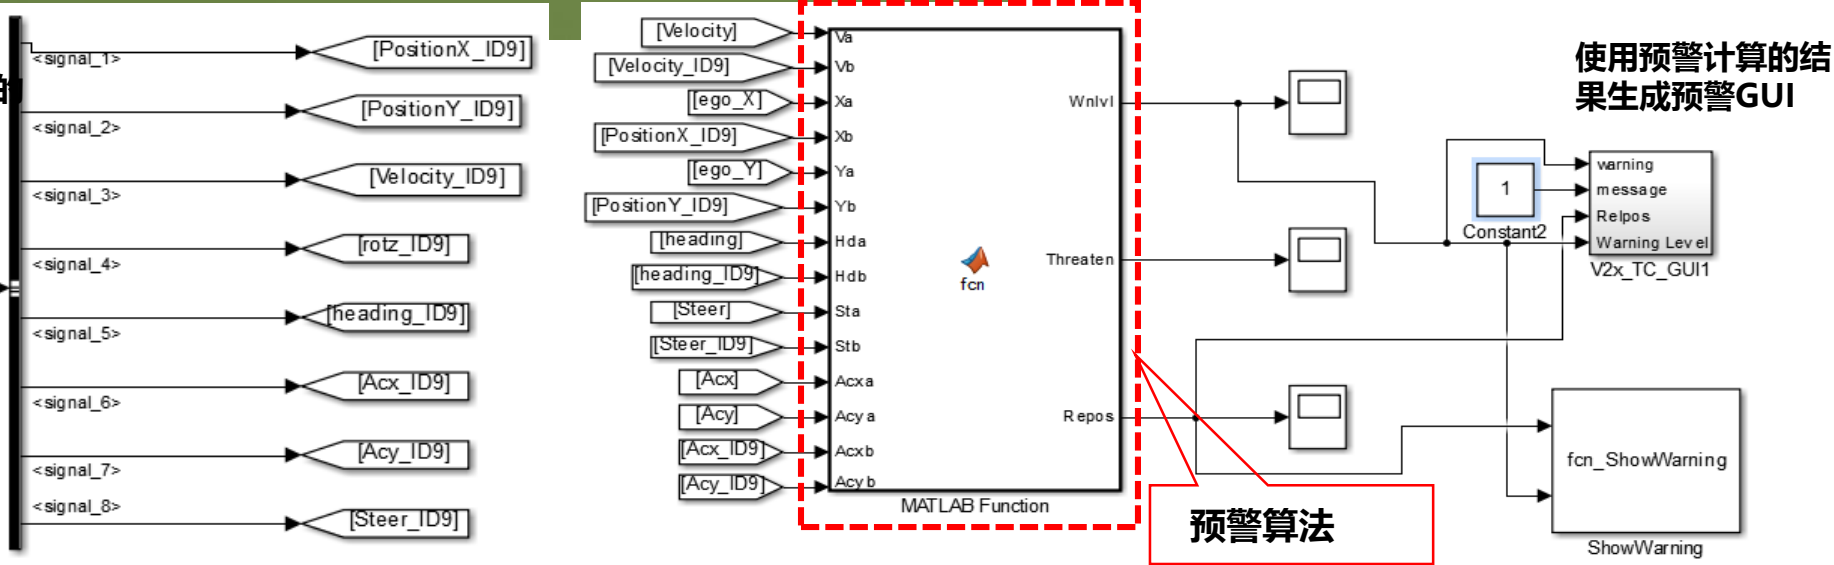 的
<signal_1>
[PositionX_ID9]
<signal_2>
[PositionY_ID9]
<signal_3>
[Velocity_ID9]
<signal_4>
[rotz_ID9]
<signal_5>
[heading_ID9]
<signal_6>
[Acx_ID9]
<signal_7>
[Acy_ID9]
<signal_8>
[Steer_ID9]
[Velocity]
[Velocity_ID9]
[ego_X]
[PositionX_ID9]
[ego_Y]
[PositionY_ID9]
[heading]
[heading_ID9]
[Steer]
[Steer_ID9]
[Acx]
[Acy]
[Acx_ID9]
[Acy_ID9]
Va
Vb
Xa
Xb
Ya
Yb
Hda
Hdb
Sta
Stb
Acxa
Acya
Acxb
Acyb
fcn
Wnlvl
Threaten
Repos
MATLAB Function
预警算法
使用预警计算的结
果生成预警GUI
1
Constant2
warning
message
Relpos
Warning Level
V2x_TC_GUI1
fcn_ShowWarning
ShowWarning